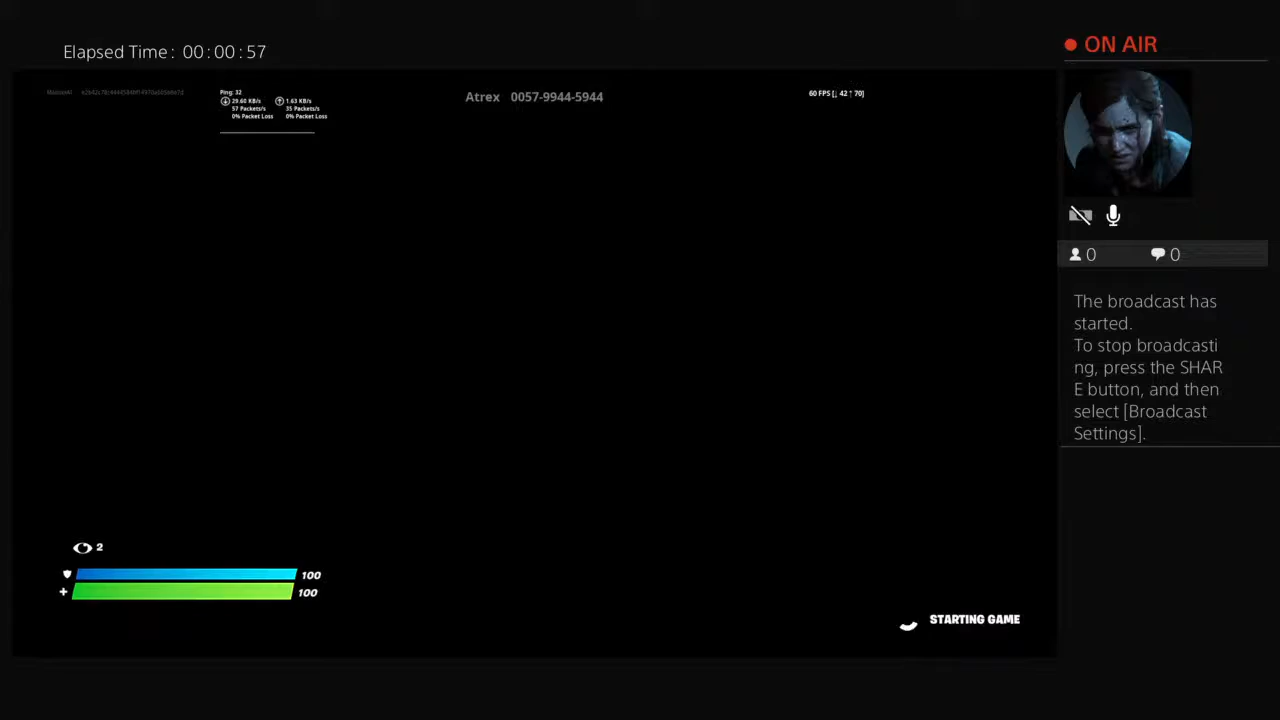 Elapsed Time: 00:00:57
ON AIR
Ping: 32
29.60 KB/s 1.63 KB/s
57 Packets/s 35 Packets/s
0% Packet Loss 0% Packet Loss
Atrex 0057-9944-5944
60 FPS [↓ 42 ↑ 70]
0 0
The broadcast has
started.
To stop broadcasti
ng, press the SHAR
E button, and then
select [Broadcast
Settings].
2
100
100
STARTING GAME